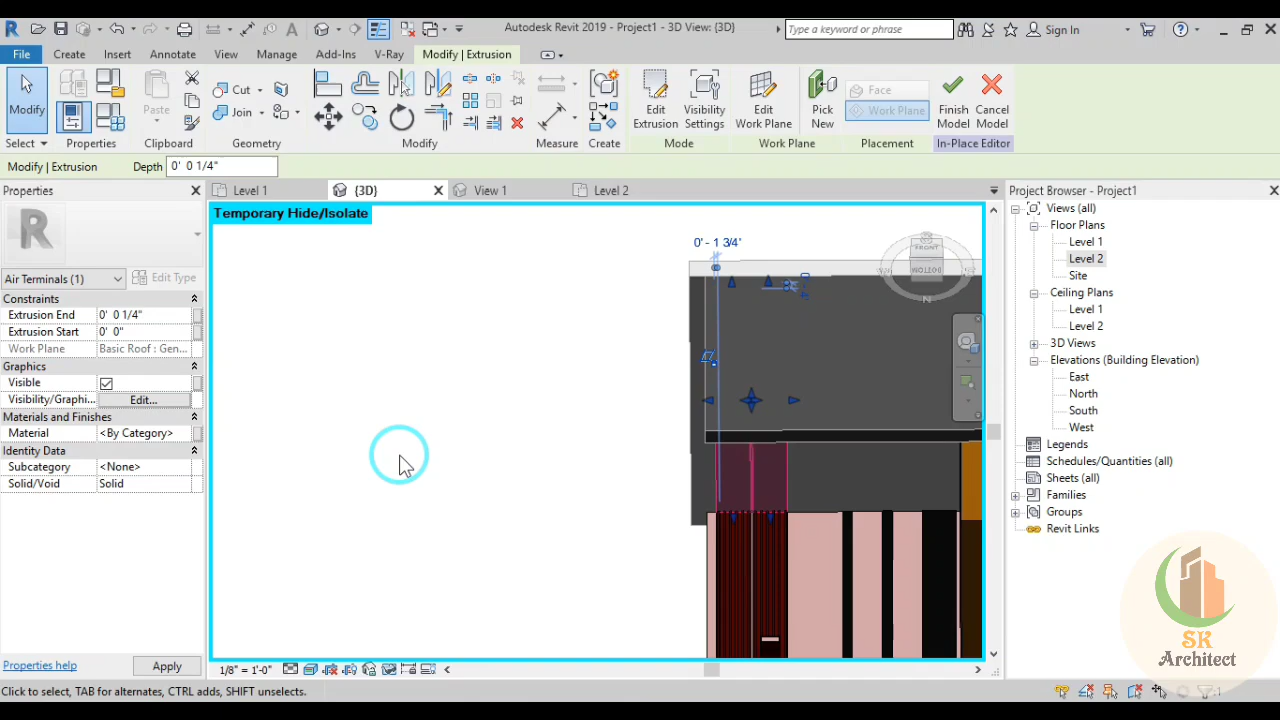 Autodesk Revit 2019 - Project1 - 3D View: {3D}
Type a keyword or phrase
Sign In
File Create Insert Annotate View Manage Add-Ins V-Ray Modify | Extrusion
Modify
Paste
Cut
Join
Edit Extrusion
Visibility Settings
Edit Work Plane
Pick New
Face
Work Plane
Finish Model
Cancel Model
Select Properties Clipboard Geometry Modify Measure Create Mode Work Plane Placement In-Place Editor
Modify | Extrusion Depth 0' 0 1/4"
Properties
Level 1 {3D} View 1 Level 2
Project Browser - Project1
Temporary Hide/Isolate
R
Air Terminals (1) Edit Type
Constraints
Extrusion End 0' 0 1/4"
Extrusion Start 0' 0"
Work Plane Basic Roof : Gen...
Graphics
Visible
Visibility/Graphi... Edit...
Materials and Finishes
Material <By Category>
Identity Data
Subcategory <None>
Solid/Void Solid
Properties help Apply
0' - 1 3/4"
FRONT
BOTTOM
W
N
Views (all)
Floor Plans
Level 1
Level 2
Site
Ceiling Plans
Level 1
Level 2
3D Views
Elevations (Building Elevation)
East
North
South
West
Legends
Schedules/Quantities (all)
Sheets (all)
Families
Groups
Revit Links
SK
Architect
1/8" = 1'-0"
Click to select, TAB for alternates, CTRL adds, SHIFT unselects.
:1